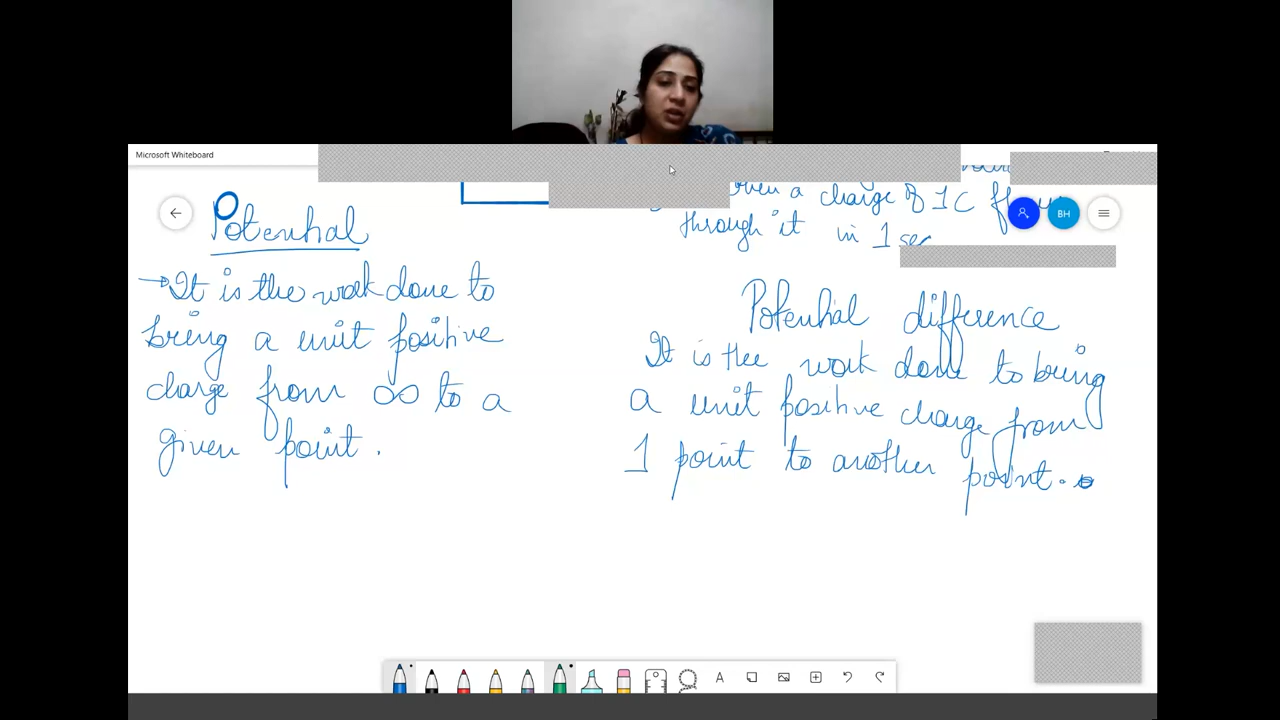 Microsoft Whiteboard
a charge of 1C
through it in 1 sec
BH
Potential
→ It is the work done to
bring a unit positive
charge from ∞ to a
given point.
Potential difference
It is the work done to bring
a unit positive charge from
1 point to another point.
A